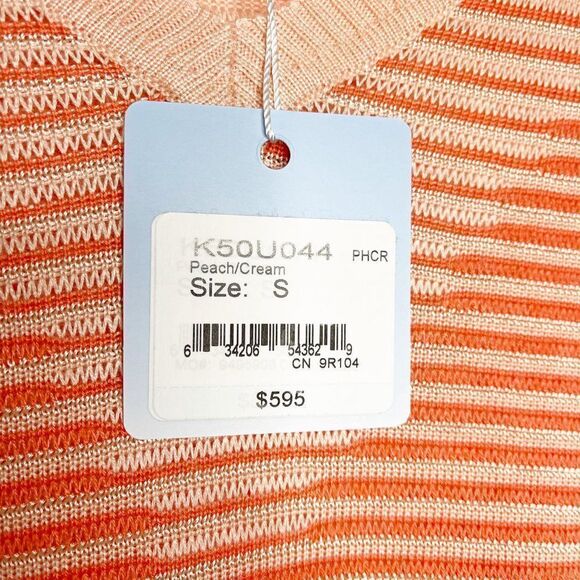 K50U044 PHCR
Peach/Cream
Size: S
6 34206 54362 9
CN 9R104
$595